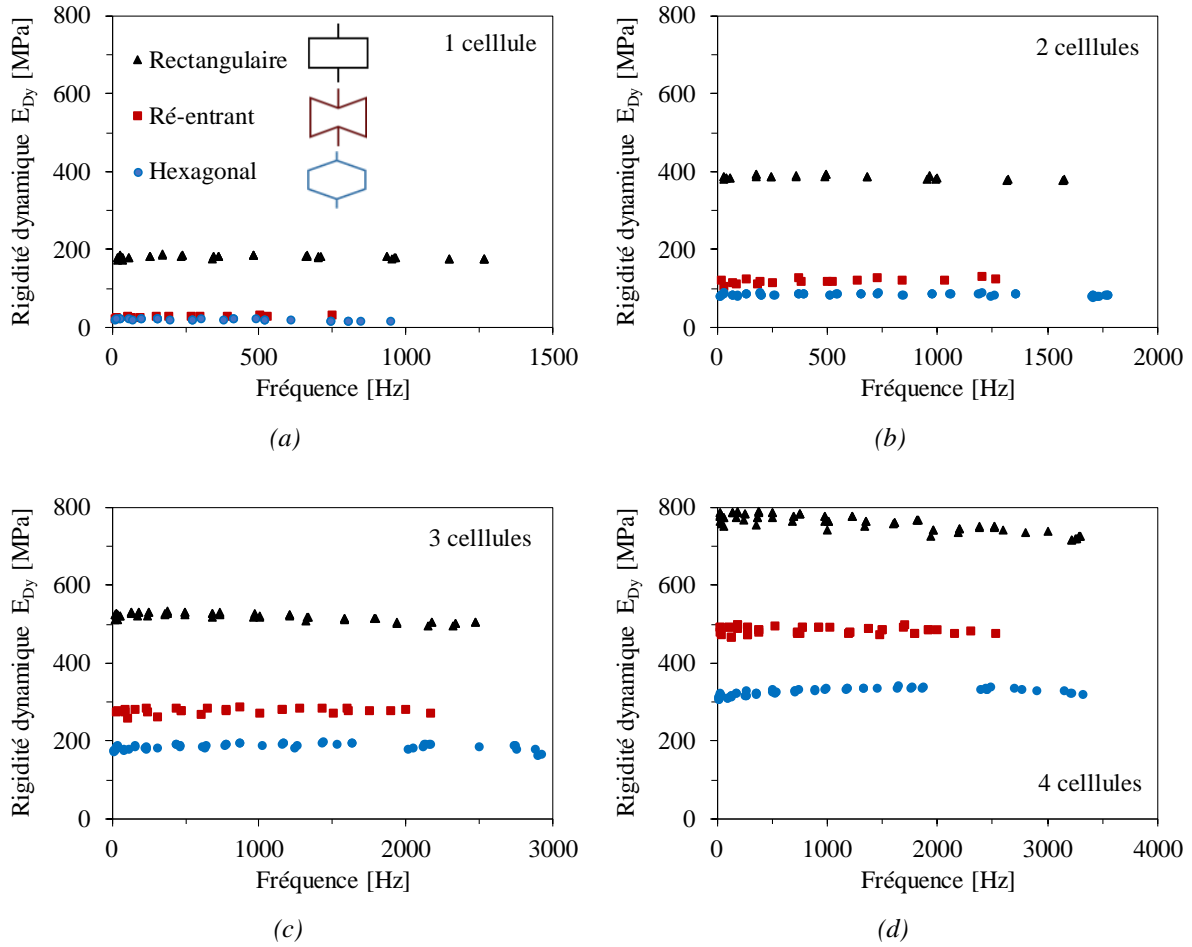 800
600
400
200
0
Rigidité dynamique E_Dy [MPa]
1 celllule
Rectangulaire
Ré-entrant
Hexagonal
0 500 1000 1500
Fréquence [Hz]
(a)
800
600
400
200
0
Rigidité dynamique E_Dy [MPa]
2 celllules
0 500 1000 1500 2000
Fréquence [Hz]
(b)
800
600
400
200
0
Rigidité dynamique E_Dy [MPa]
3 celllules
0 1000 2000 3000
Fréquence [Hz]
(c)
800
600
400
200
0
Rigidité dynamique E_Dy [MPa]
4 celllules
0 1000 2000 3000 4000
Fréquence [Hz]
(d)